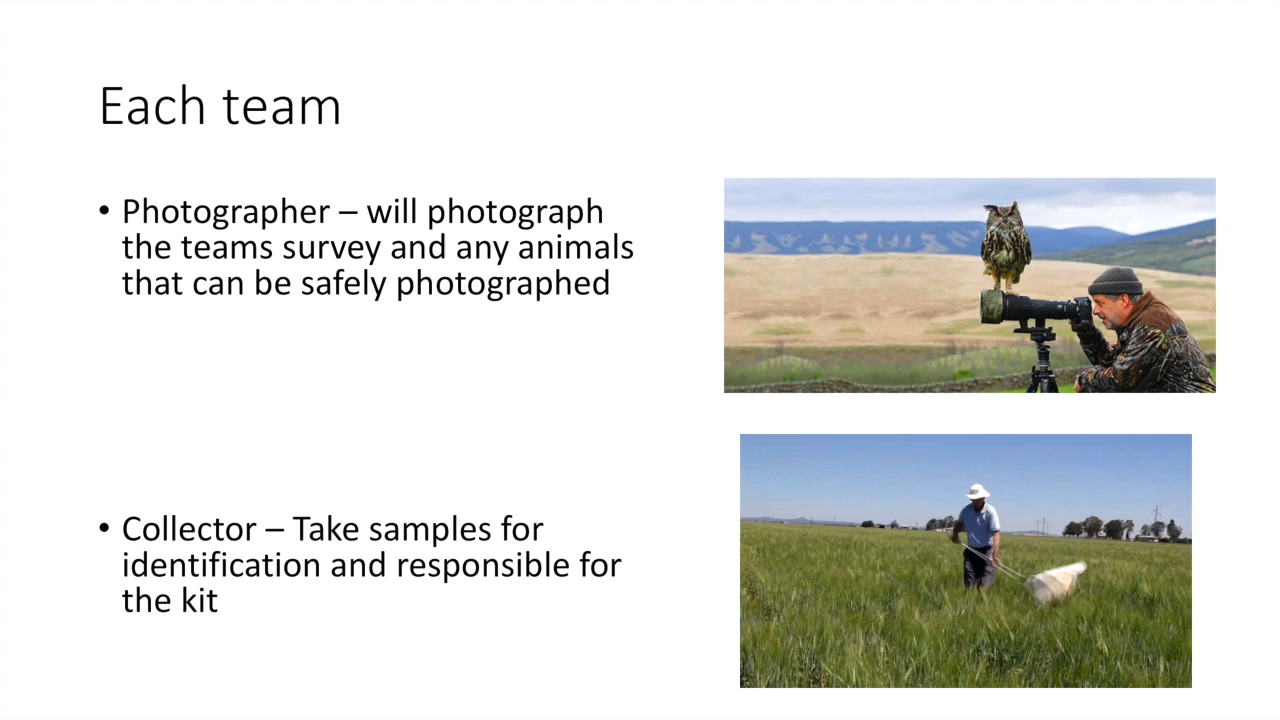 Each team
• Photographer – will photograph
the teams survey and any animals
that can be safely photographed
• Collector – Take samples for
identification and responsible for
the kit